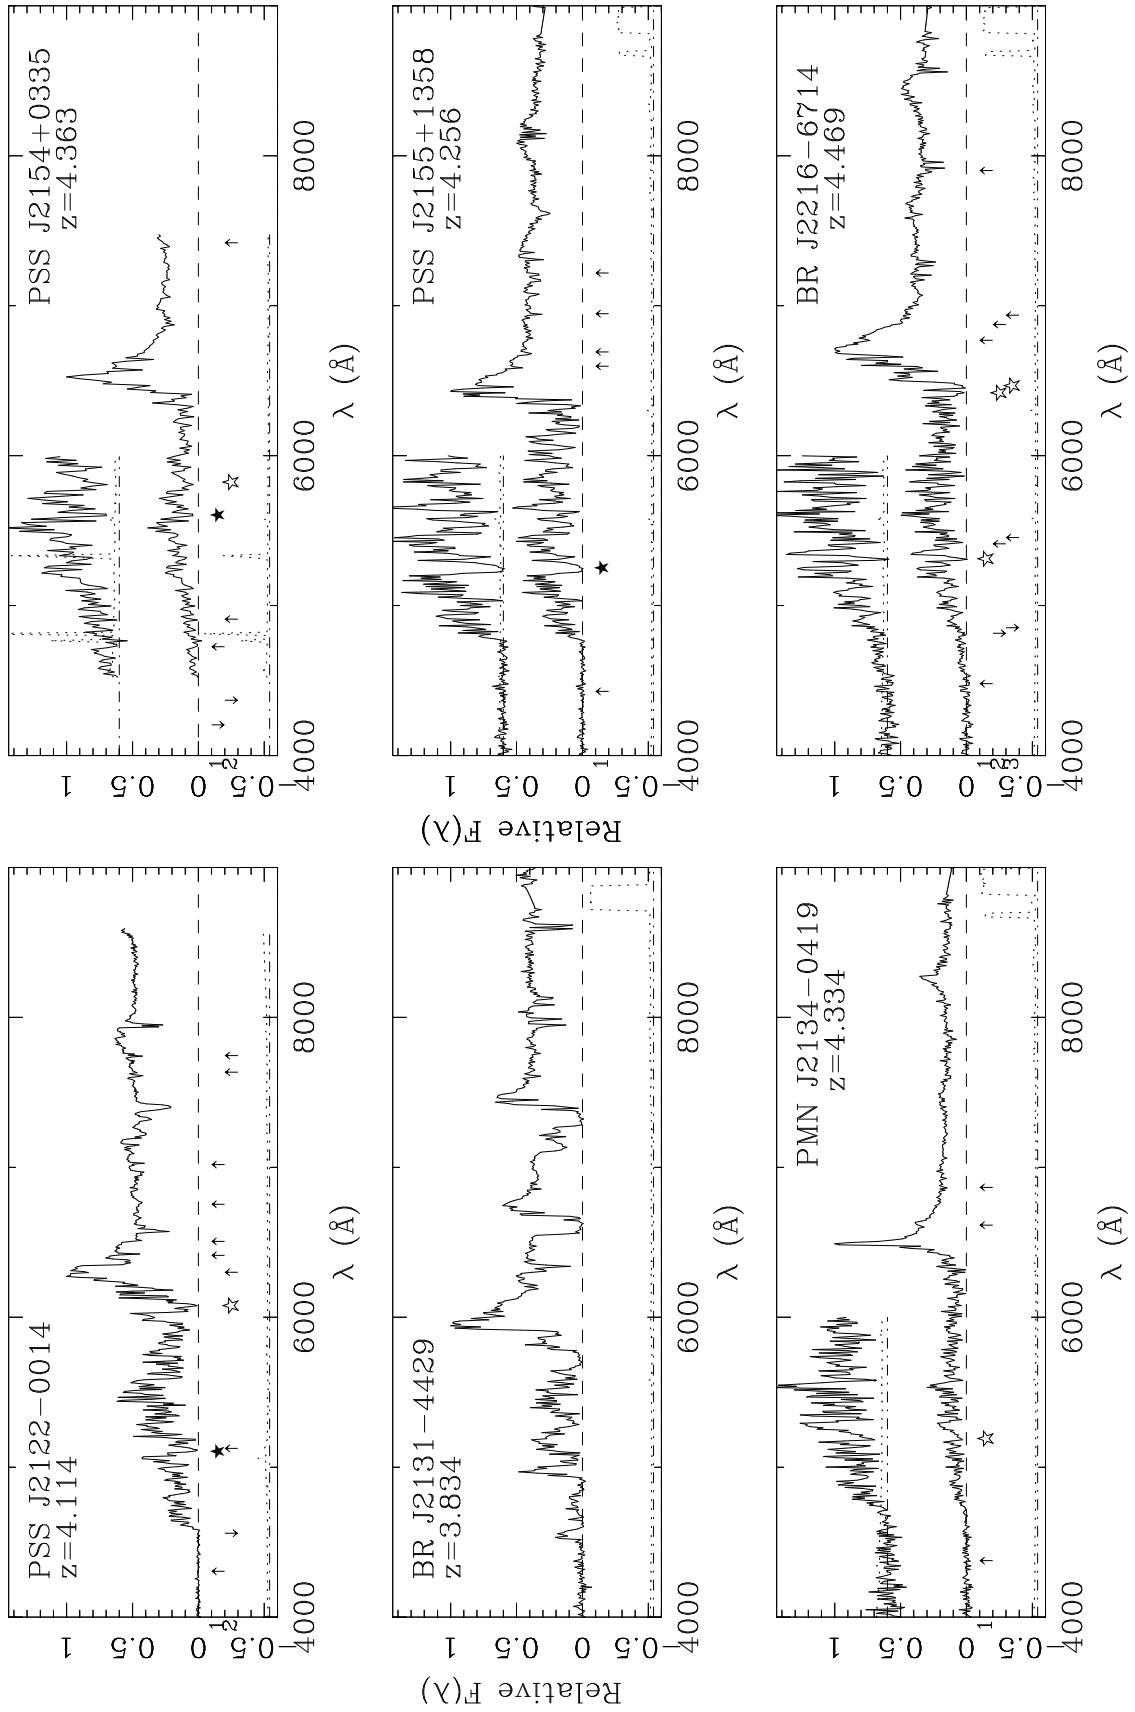 PSS J2122−0014
z=4.114
1
0.5
0
−0.5
1
2
4000
6000
8000
λ (Å)
PSS J2154+0335
z=4.363
1
0.5
0
−0.5
1
2
4000
6000
8000
λ (Å)
Relative F(λ)
BR J2131−4429
z=3.834
1
0.5
0
−0.5
4000
6000
8000
λ (Å)
Relative F(λ)
PSS J2155+1358
z=4.256
1
0.5
0
−0.5
1
4000
6000
8000
λ (Å)
PMN J2134−0419
z=4.334
1
0.5
0
−0.5
1
4000
6000
8000
λ (Å)
BR J2216−6714
z=4.469
1
0.5
0
−0.5
1
2
3
4000
6000
8000
λ (Å)